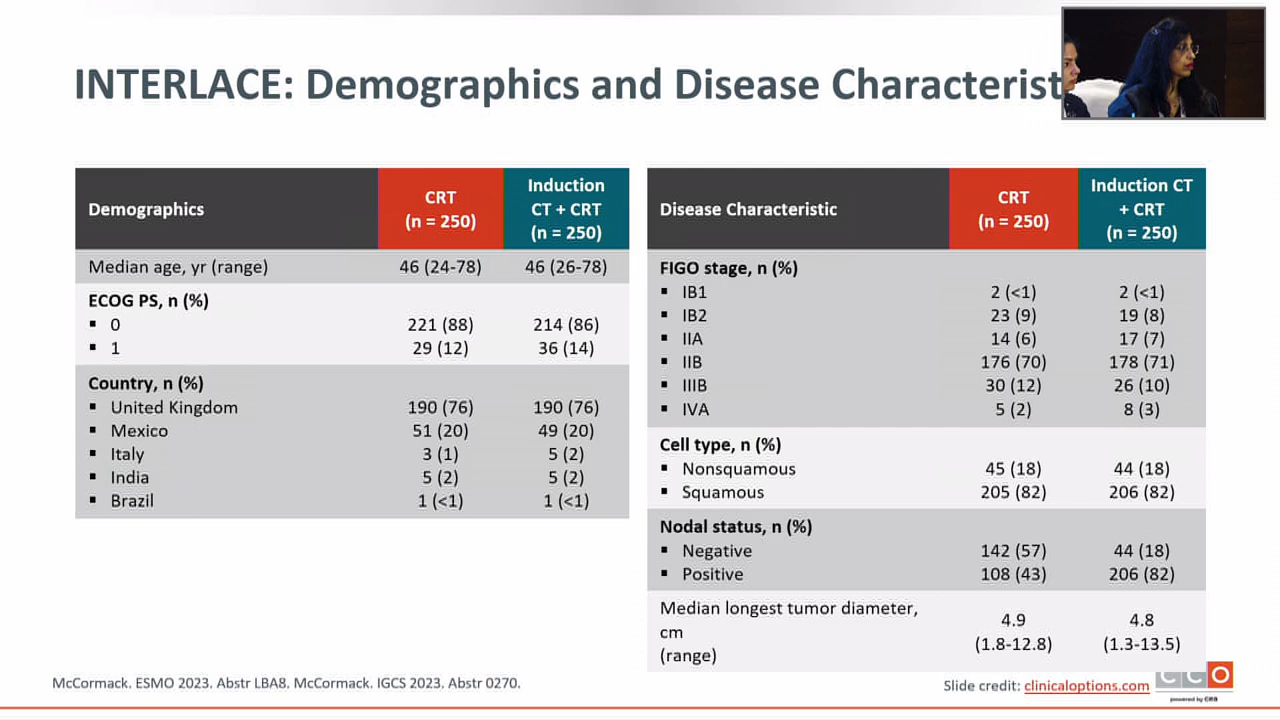 INTERLACE: Demographics and Disease Characterist
Demographics
CRT
(n = 250)
Induction
CT + CRT
(n = 250)
Median age, yr (range) 46 (24-78) 46 (26-78)
ECOG PS, n (%)
▪ 0 221 (88) 214 (86)
▪ 1 29 (12) 36 (14)
Country, n (%)
▪ United Kingdom 190 (76) 190 (76)
▪ Mexico 51 (20) 49 (20)
▪ Italy 3 (1) 5 (2)
▪ India 5 (2) 5 (2)
▪ Brazil 1 (<1) 1 (<1)
Disease Characteristic
CRT
(n = 250)
Induction CT
+ CRT
(n = 250)
FIGO stage, n (%)
▪ IB1 2 (<1) 2 (<1)
▪ IB2 23 (9) 19 (8)
▪ IIA 14 (6) 17 (7)
▪ IIB 176 (70) 178 (71)
▪ IIIB 30 (12) 26 (10)
▪ IVA 5 (2) 8 (3)
Cell type, n (%)
▪ Nonsquamous 45 (18) 44 (18)
▪ Squamous 205 (82) 206 (82)
Nodal status, n (%)
▪ Negative 142 (57) 44 (18)
▪ Positive 108 (43) 206 (82)
Median longest tumor diameter,
cm
(range)
4.9
(1.8-12.8)
4.8
(1.3-13.5)
McCormack. ESMO 2023. Abstr LBA8. McCormack. IGCS 2023. Abstr 0270.
Slide credit: clinicaloptions.com
CCO
powered by cea